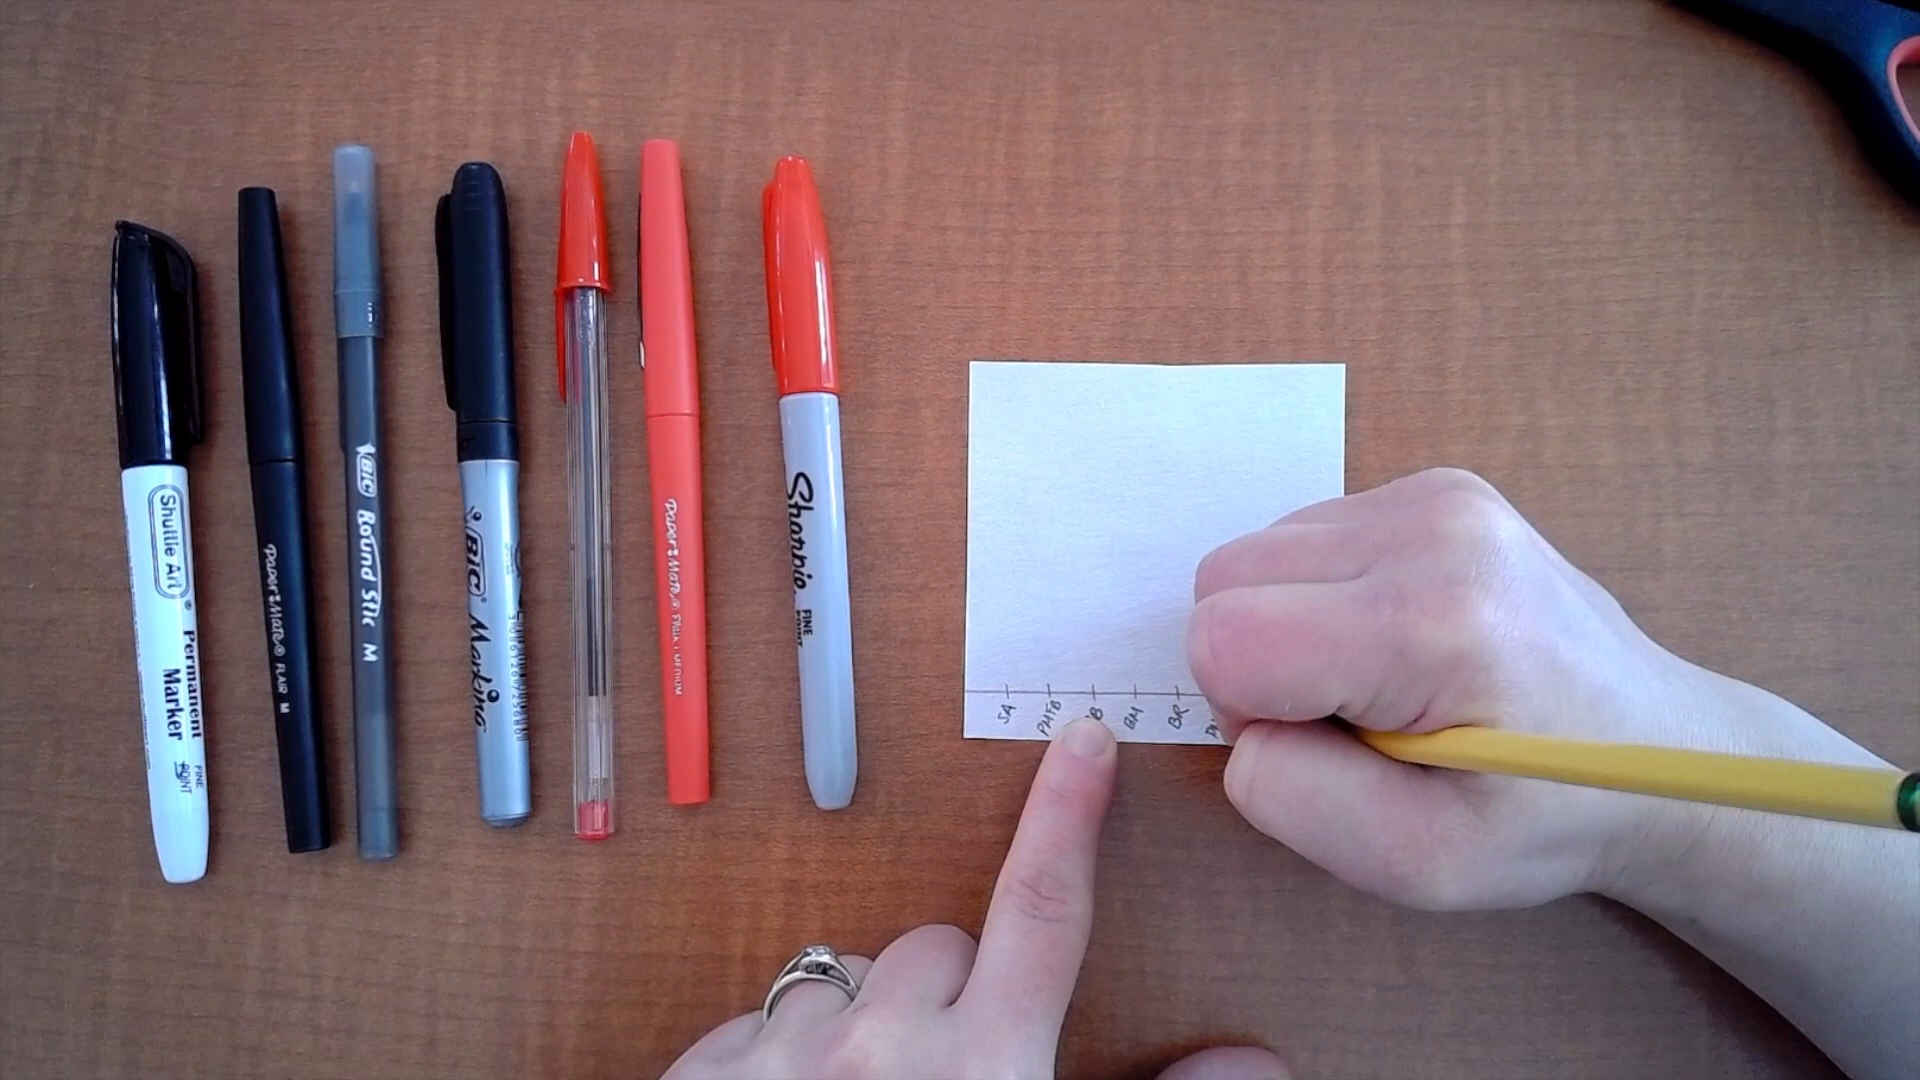 Shuttle Art®
Permanent
Marker
FINE
POINT
Paper:Mate® FLAIR M
BIC Round Stic M
BIC® Marking
Paper:Mate®
MEDIUM
Sharpie.
FINE
POINT
SA
PMFB
B
BM
BR